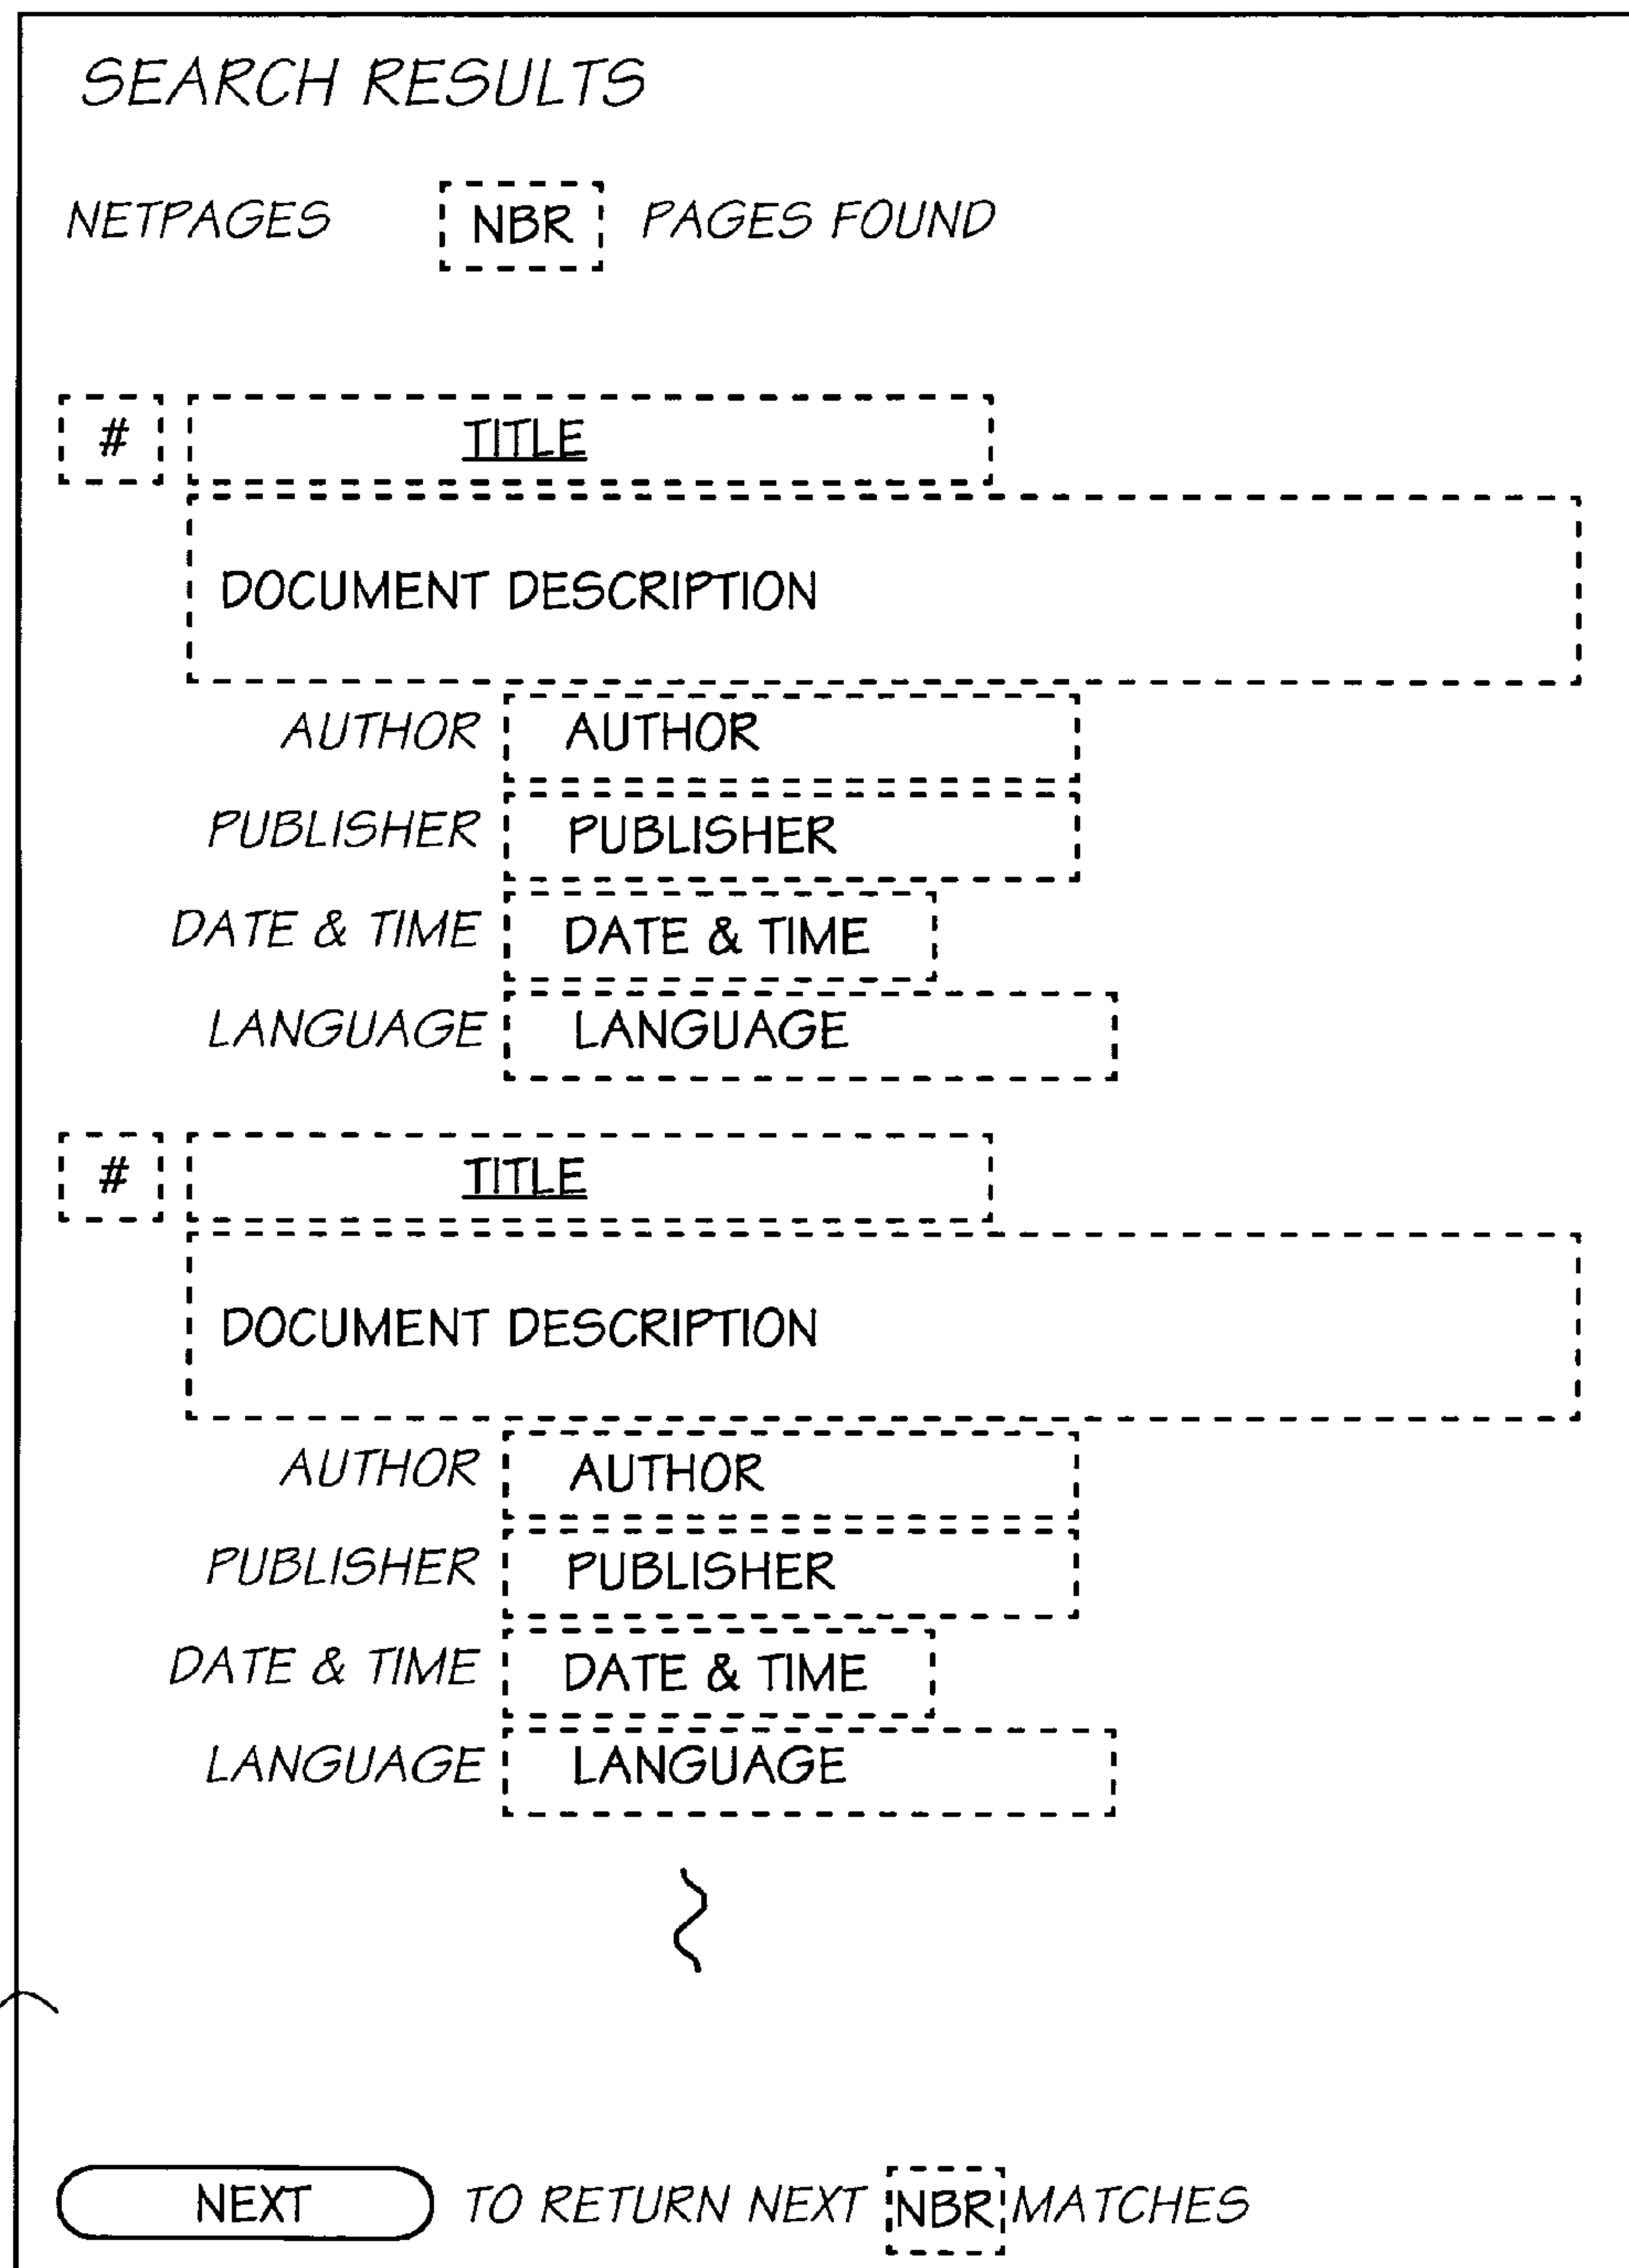 SEARCH RESULTS
NETPAGES NBR PAGES FOUND
# TITLE
DOCUMENT DESCRIPTION
AUTHOR AUTHOR
PUBLISHER PUBLISHER
DATE & TIME DATE & TIME
LANGUAGE LANGUAGE
# TITLE
DOCUMENT DESCRIPTION
AUTHOR AUTHOR
PUBLISHER PUBLISHER
DATE & TIME DATE & TIME
LANGUAGE LANGUAGE
NEXT TO RETURN NEXT NBR MATCHES